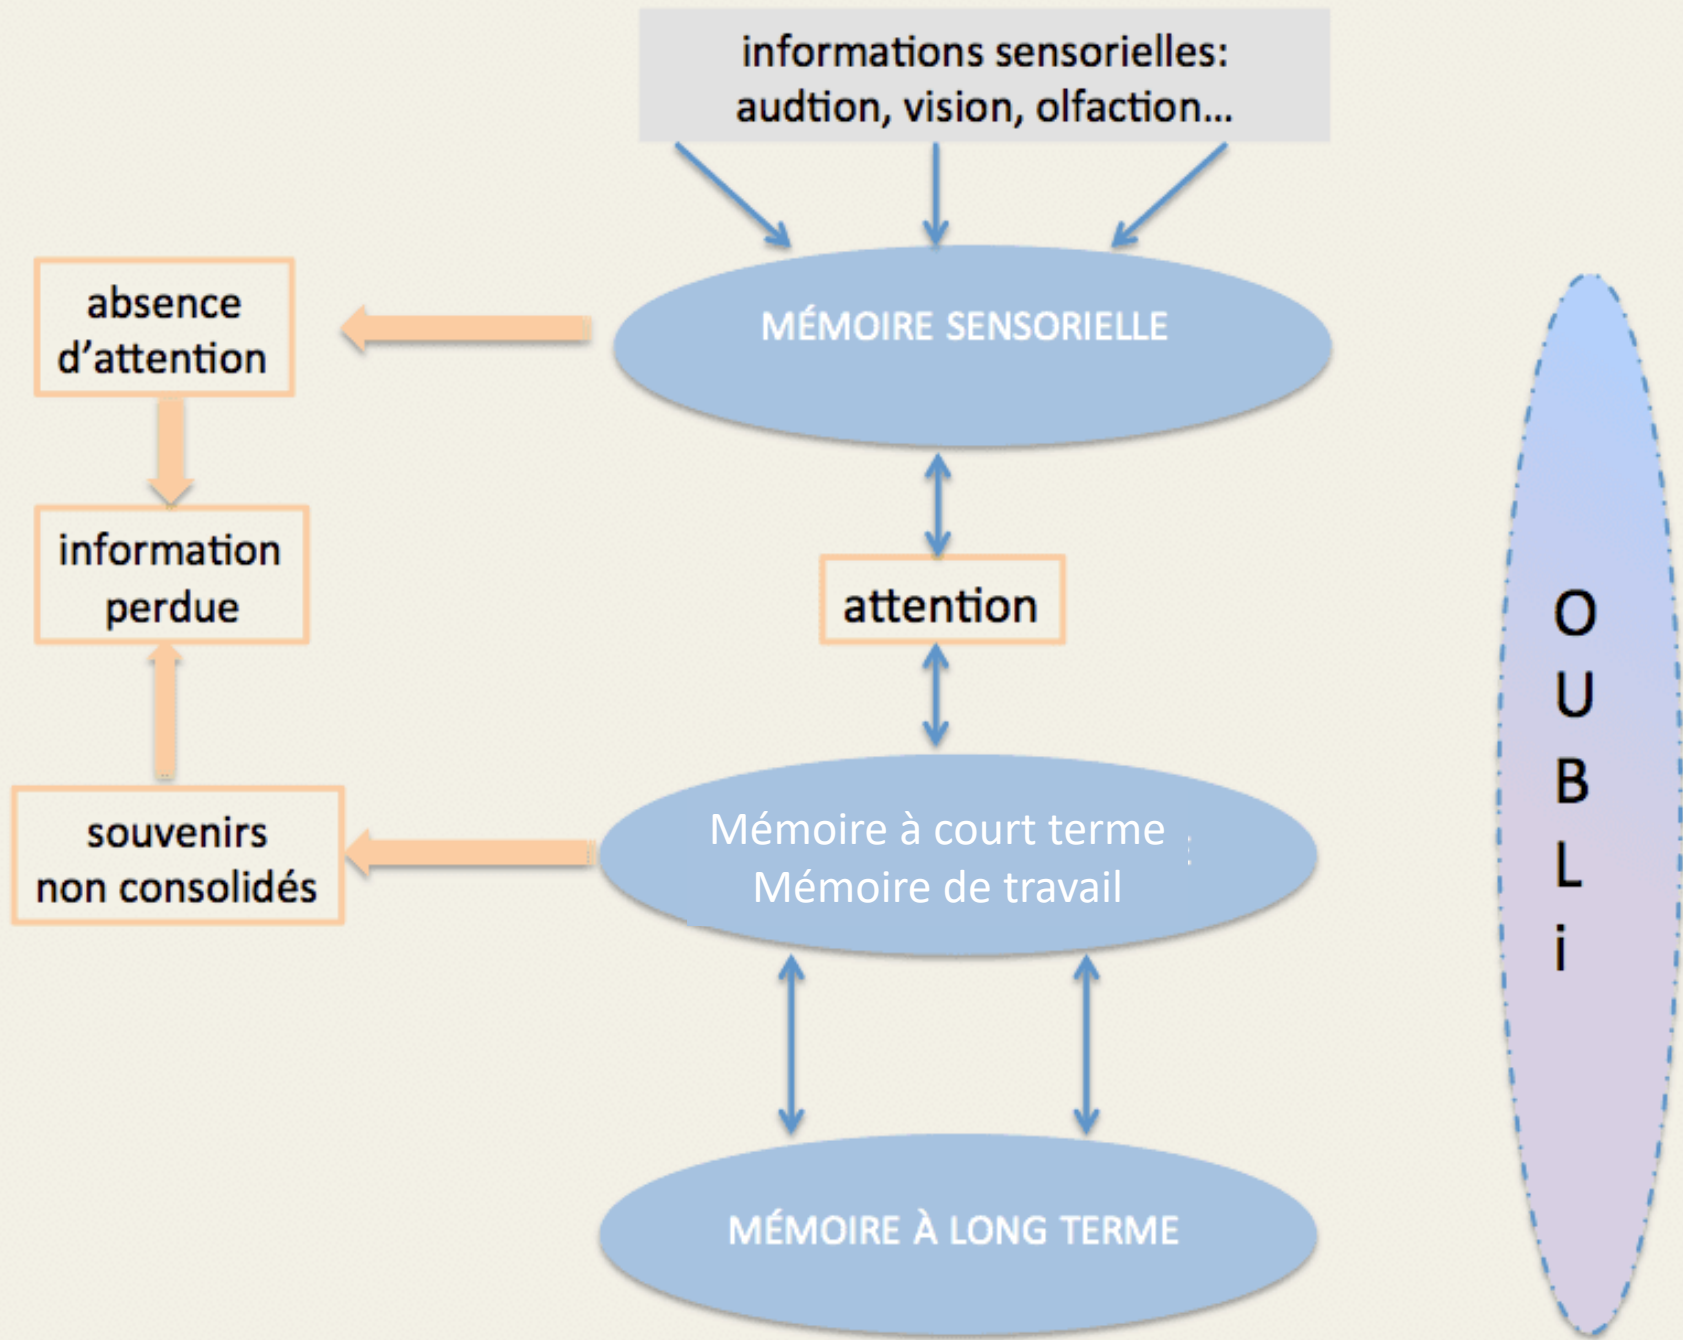 informations sensorielles:
audtion, vision, olfaction...
MÉMOIRE SENSORIELLE
absence
d'attention
information
perdue
attention
souvenirs
non consolidés
Mémoire à court terme
Mémoire de travail
MÉMOIRE À LONG TERME
O
U
B
L
i